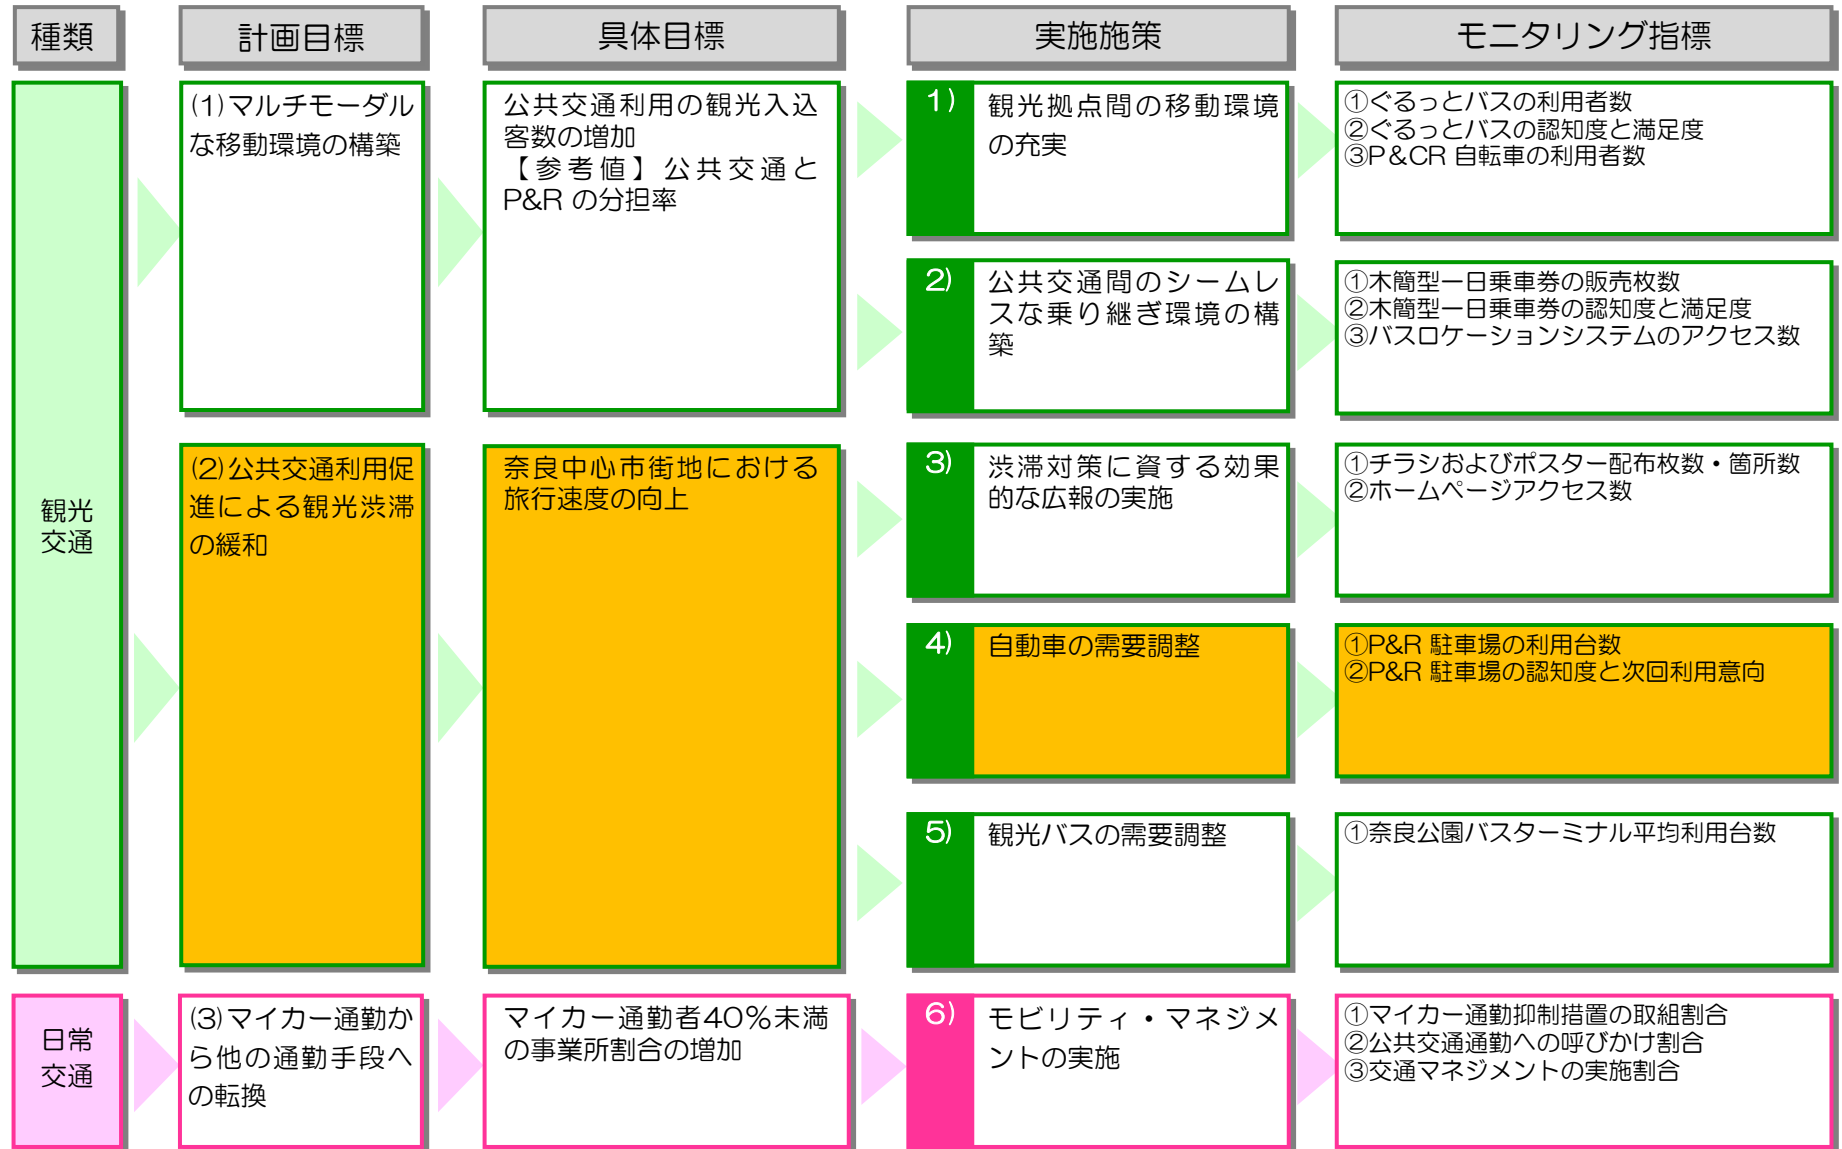 種類
計画目標
具体目標
実施施策
モニタリング指標
観光
交通
(1)マルチモーダル
な移動環境の構築
公共交通利用の観光入込
客数の増加
【参考値】公共交通と
P&R の分担率
1)
観光拠点間の移動環境
の充実
①ぐるっとバスの利用者数
②ぐるっとバスの認知度と満足度
③P&CR 自転車の利用者数
2)
公共交通間のシームレ
スな乗り継ぎ環境の構
築
①木簡型一日乗車券の販売枚数
②木簡型一日乗車券の認知度と満足度
③バスロケーションシステムのアクセス数
(2)公共交通利用促
進による観光渋滞
の緩和
奈良中心市街地における
旅行速度の向上
3)
渋滞対策に資する効果
的な広報の実施
①チラシおよびポスター配布枚数・箇所数
②ホームページアクセス数
4)
自動車の需要調整
①P&R 駐車場の利用台数
②P&R 駐車場の認知度と次回利用意向
5)
観光バスの需要調整
①奈良公園バスターミナル平均利用台数
日常
交通
(3)マイカー通勤か
ら他の通勤手段へ
の転換
マイカー通勤者40%未満
の事業所割合の増加
6)
モビリティ・マネジメ
ントの実施
①マイカー通勤抑制措置の取組割合
②公共交通通勤への呼びかけ割合
③交通マネジメントの実施割合